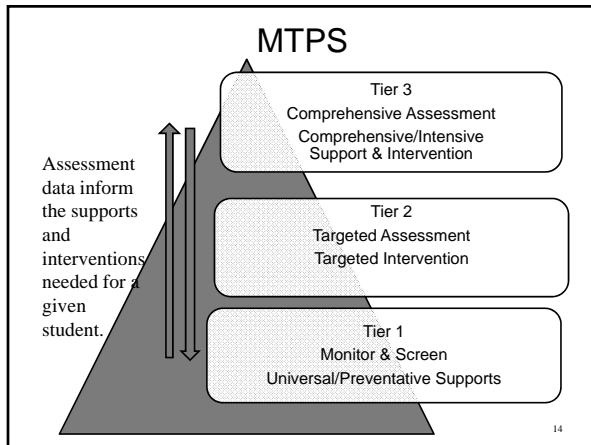 MTPS
Tier 3
Comprehensive Assessment
Comprehensive/Intensive
Support & Intervention
Assessment
data inform
the supports
and
interventions
needed for a
given
student.
Tier 2
Targeted Assessment
Targeted Intervention
Tier 1
Monitor & Screen
Universal/Preventative Supports
14